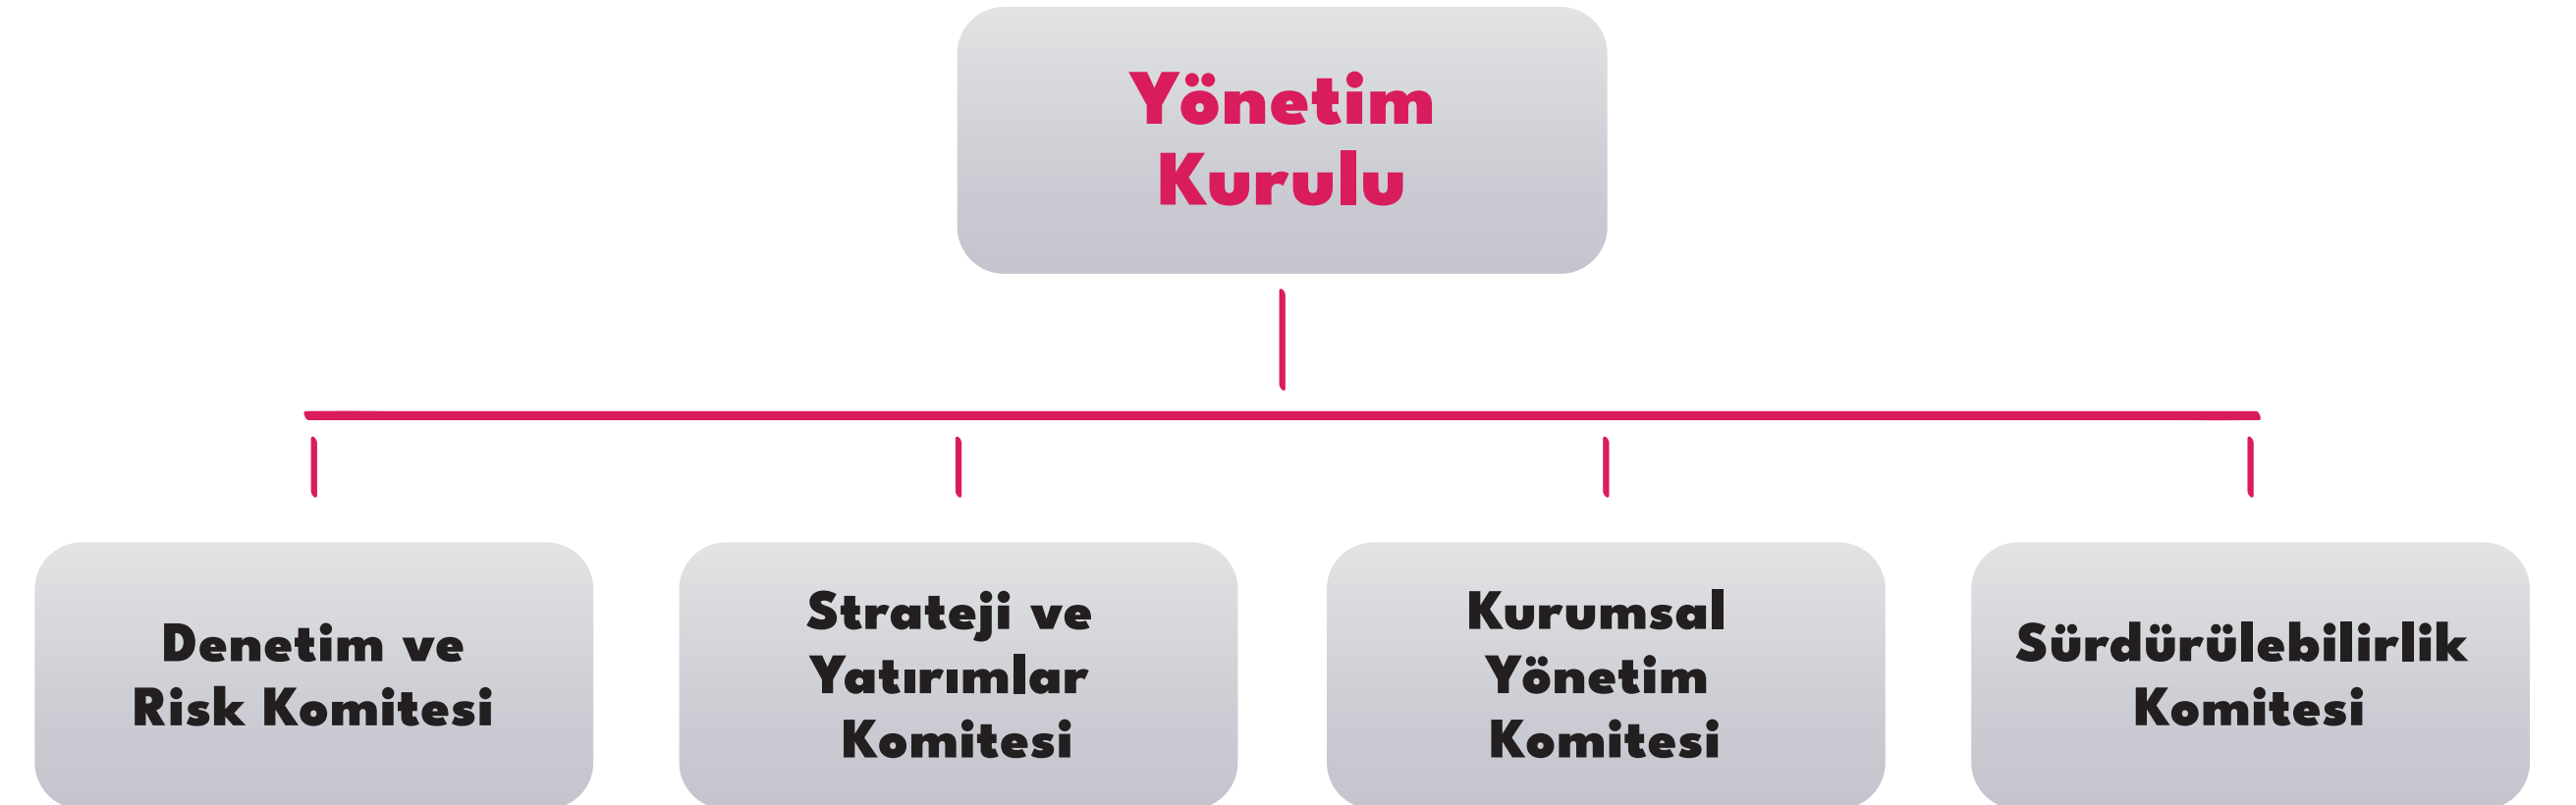 Yönetim
Kurulu
Denetim ve
Risk Komitesi
Strateji ve
Yatırımlar
Komitesi
Kurumsal
Yönetim
Komitesi
Sürdürülebilirlik
Komitesi